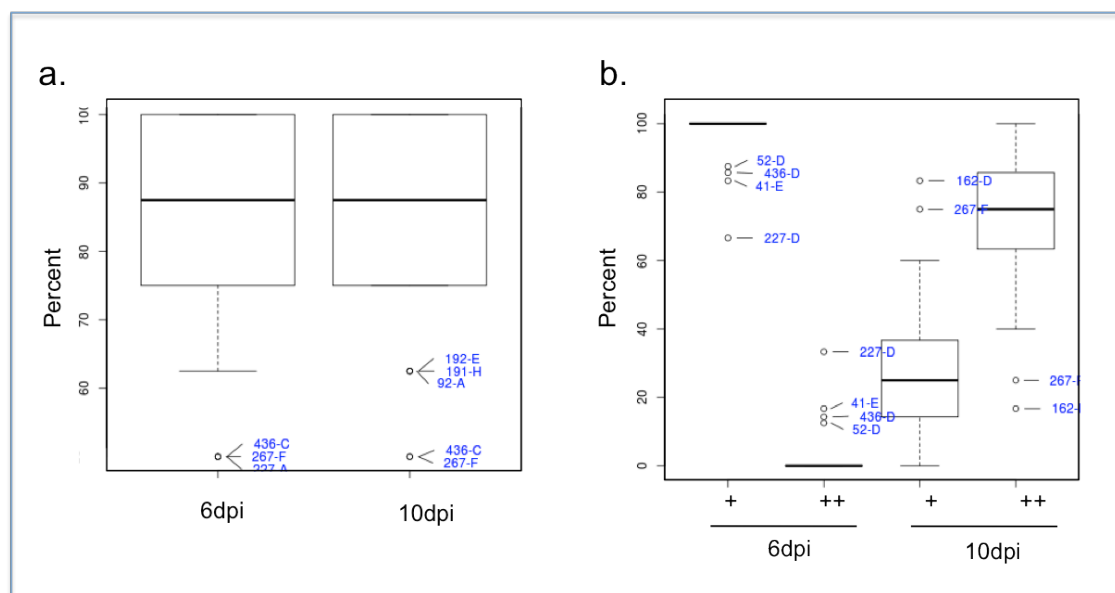 a.
Percent
90
80
70
60
192-E
191-H
92-A
436-C
267-F
227-A
436-C
267-F
6dpi
10dpi
b.
Percent
100
80
60
40
20
0
52-D
436-D
41-E
227-D
227-D
41-E
436-D
52-D
162-D
267-F
+
++
+
++
6dpi
10dpi